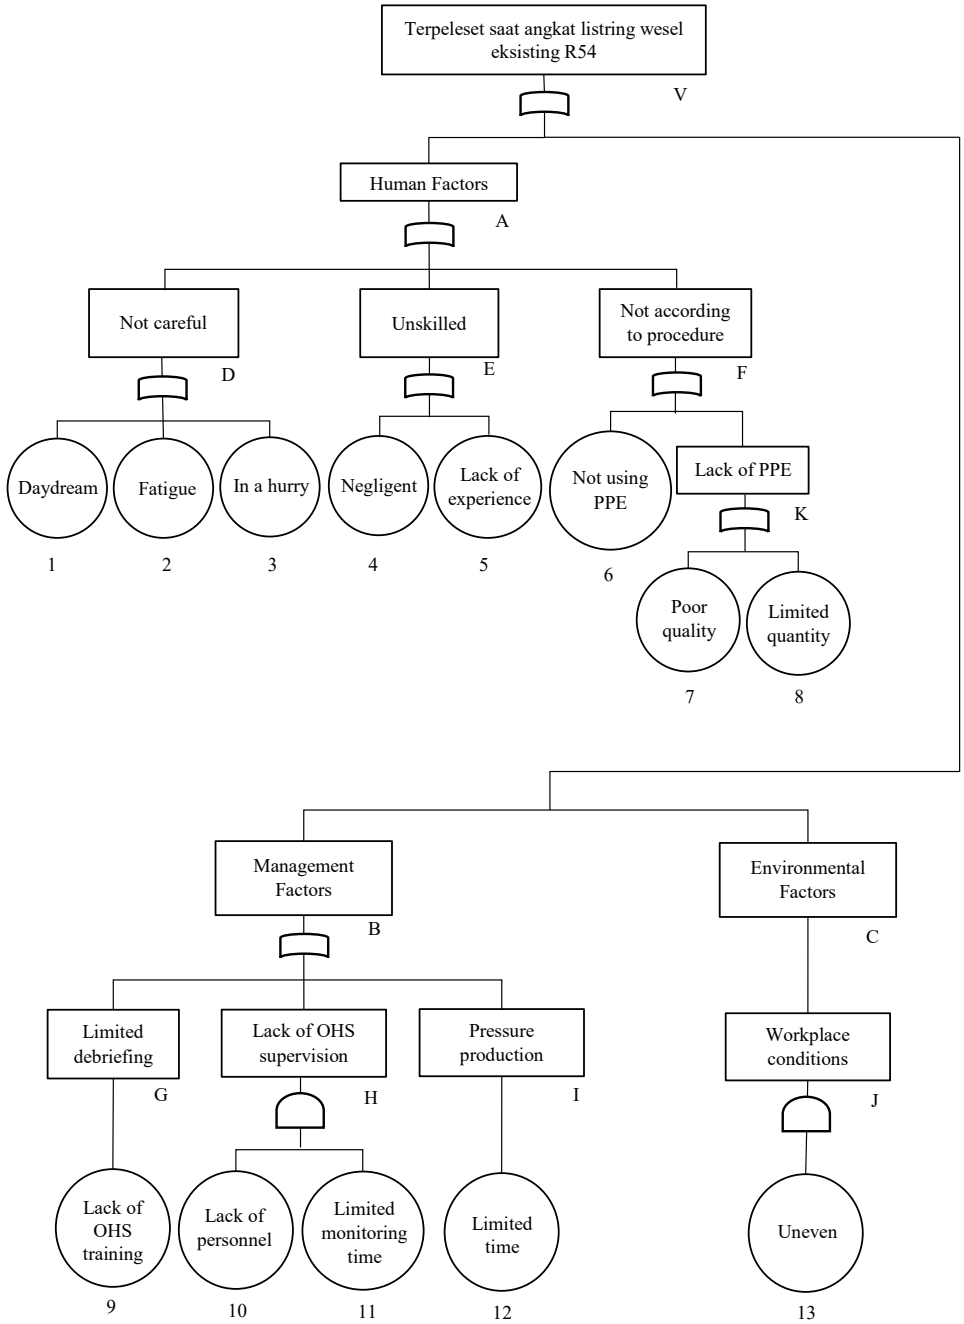 Terpeleset saat angkat listring wesel
eksisting R54
V
Human Factors
A
Not careful
D
Unskilled
E
Not according
to procedure
F
Daydream
1
Fatigue
2
In a hurry
3
Negligent
4
Lack of
experience
5
Not using
PPE
6
Lack of PPE
K
Poor
quality
7
Limited
quantity
8
Management
Factors
B
Environmental
Factors
C
Limited
debriefing
G
Lack of OHS
supervision
H
Pressure
production
I
Workplace
conditions
J
Lack of
OHS
training
9
Lack of
personnel
10
Limited
monitoring
time
11
Limited
time
12
Uneven
13